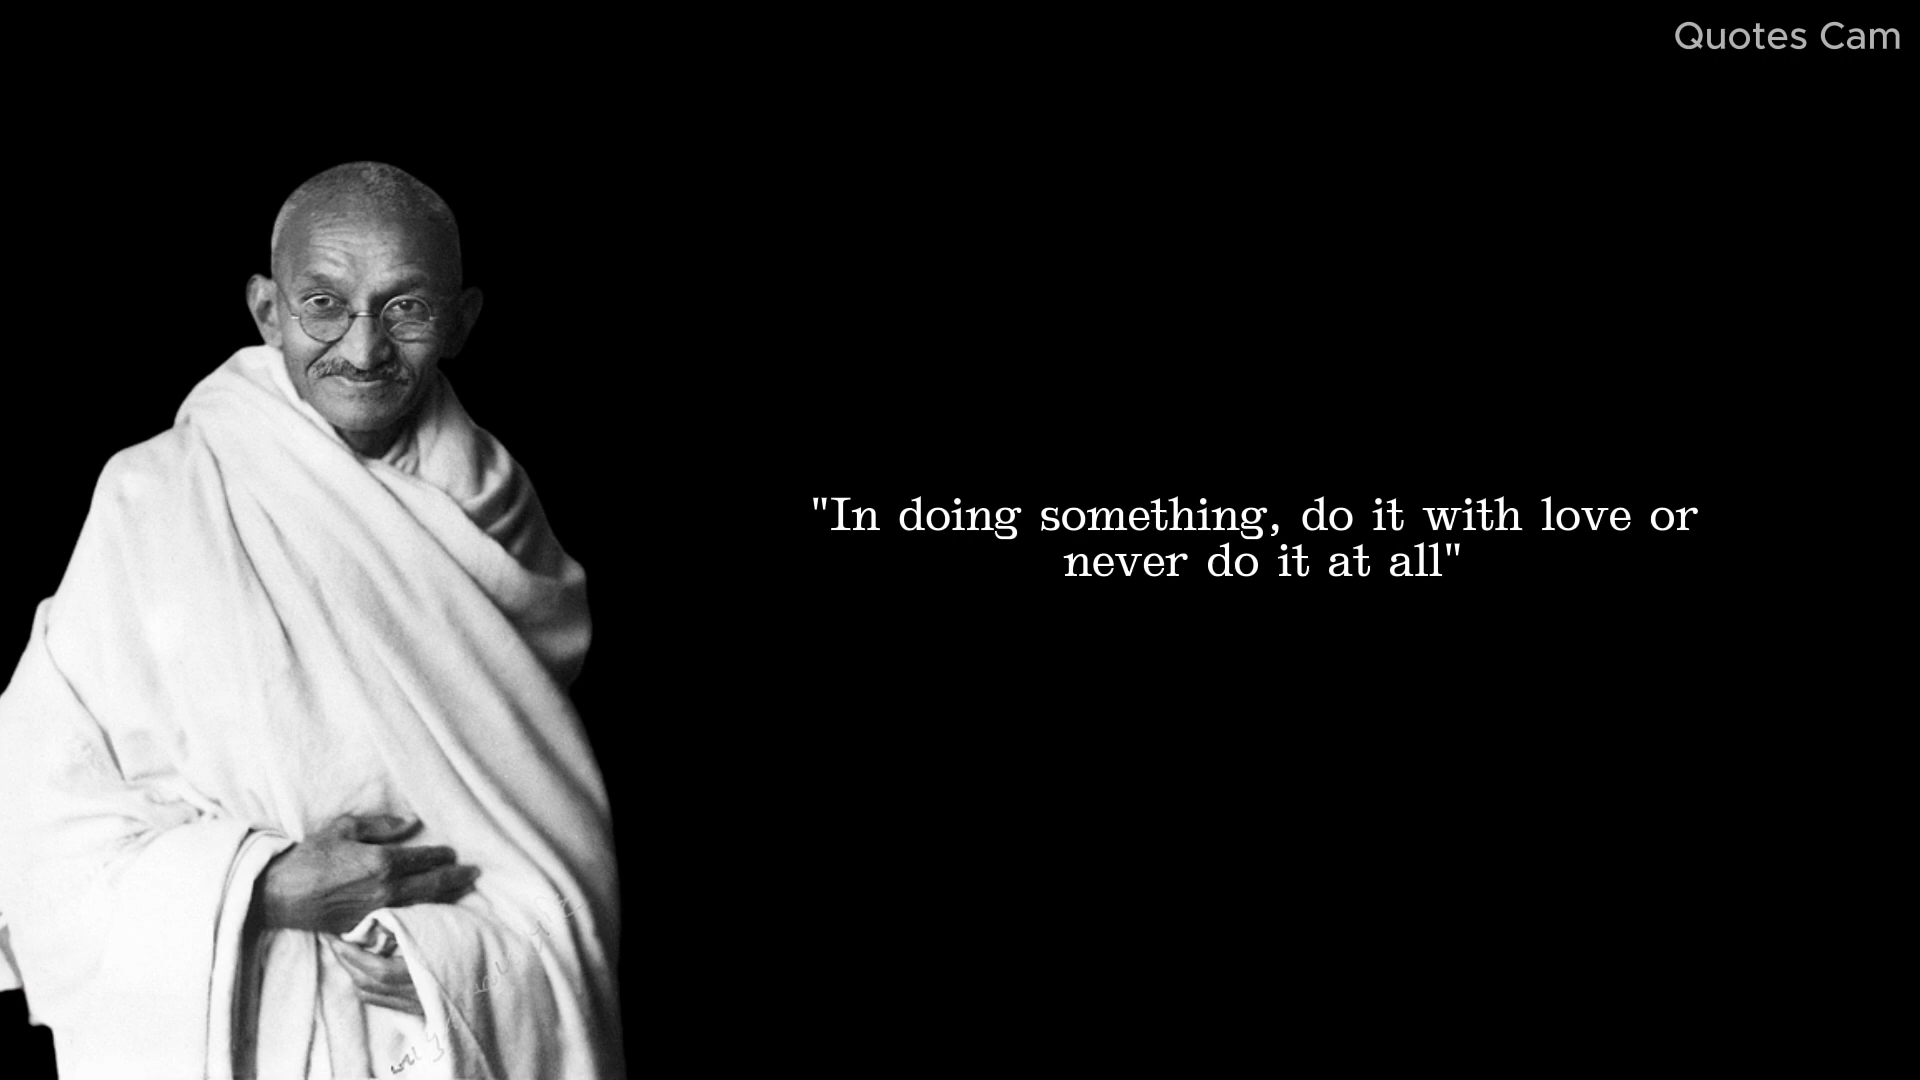 Quotes Cam
"In doing something, do it with love or
never do it at all"